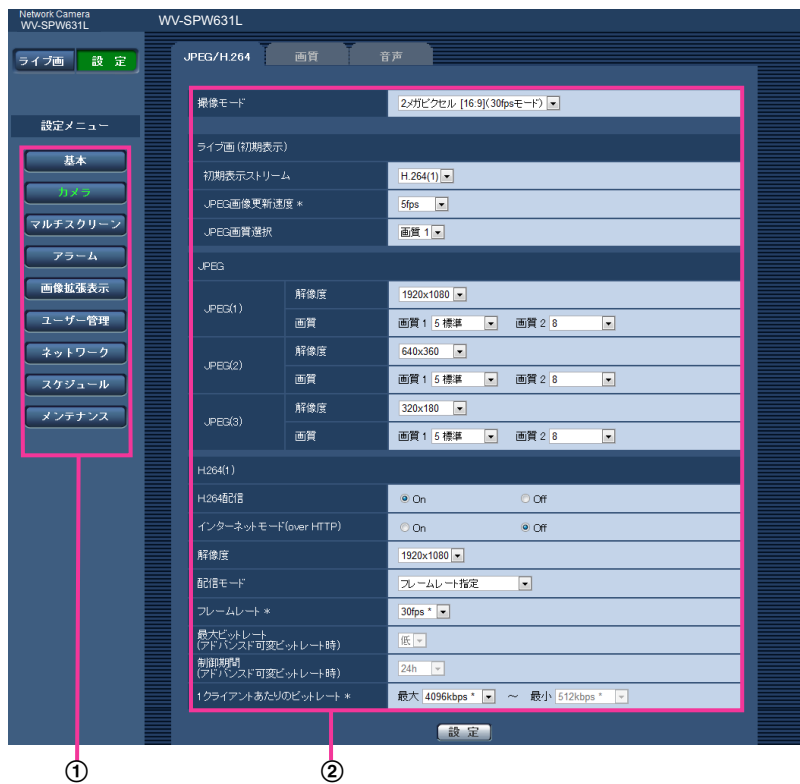 Network Camera
WV-SPW631L
WV-SPW631L
ライブ画 設 定
JPEG/H.264 画質 音声
設定メニュー
基本
カメラ
マルチスクリーン
アラーム
画像拡張表示
ユーザー管理
ネットワーク
スケジュール
メンテナンス
撮像モード 2メガピクセル [16:9](30fpsモード)
ライブ画 (初期表示)
初期表示ストリーム H.264(1)
JPEG画像更新速度 * 5fps
JPEG画質選択 画質 1
JPEG
JPEG(1) 解像度 1920x1080
画質 画質 1 5 標準 画質 2 8
JPEG(2) 解像度 640x360
画質 画質 1 5 標準 画質 2 8
JPEG(3) 解像度 320x180
画質 画質 1 5 標準 画質 2 8
H.264(1)
H.264配信 On Off
インターネットモード(over HTTP) On Off
解像度 1920x1080
配信モード フレームレート指定
フレームレート * 30fps *
最大ビットレート
(アドバンスド可変ビットレート時) 低
制御期間
(アドバンスド可変ビットレート時) 24h
1クライアントあたりのビットレート * 最大 4096kbps * ~ 最小 512kbps *
設 定
① ②